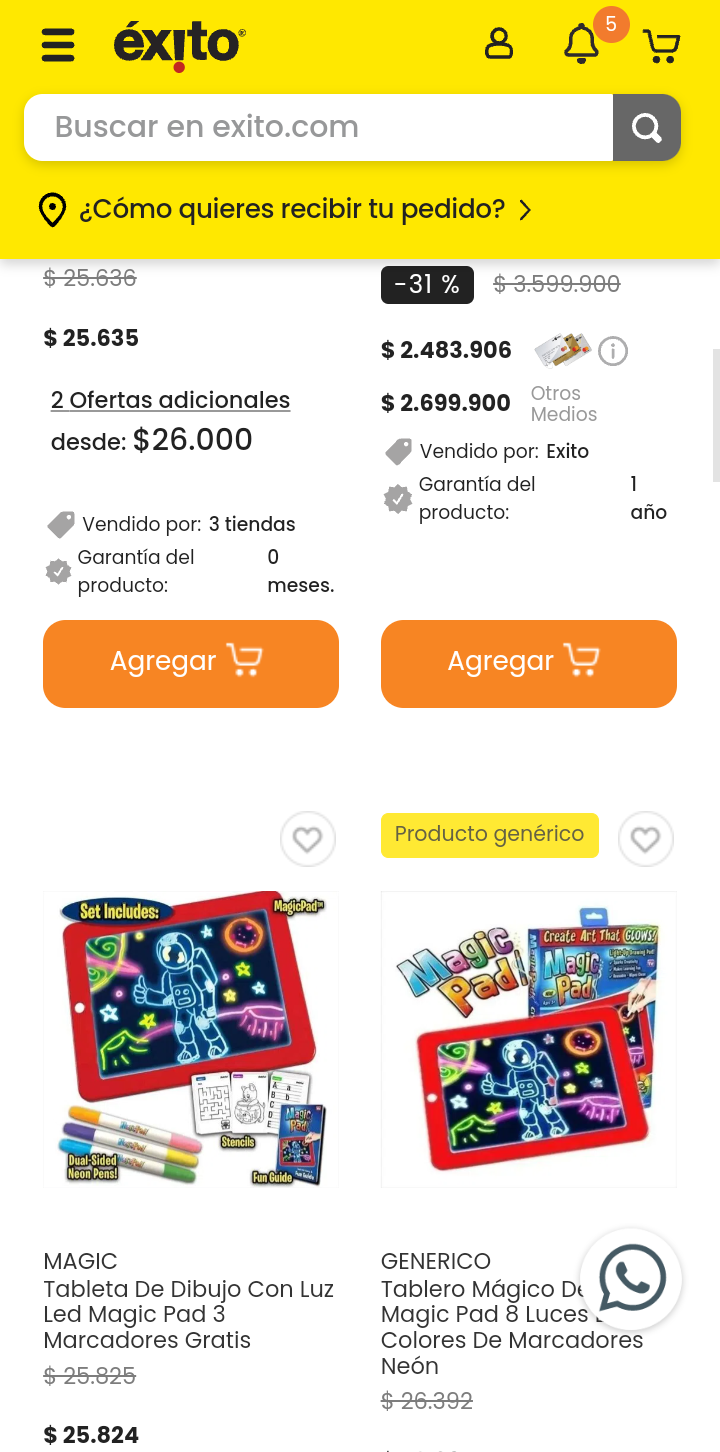 éxito
5
Buscar en exito.com
¿Cómo quieres recibir tu pedido?
$ 25.636
$ 25.635
2 Ofertas adicionales
desde: $26.000
Vendido por: 3 tiendas
Garantía del producto: 0 meses.
Agregar
-31 % $ 3.599.900
$ 2.483.906
$ 2.699.900 Otros Medios
Vendido por: Exito
Garantía del producto: 1 año
Agregar
Set Includes:
MagicPad™
Dual-Sided
Neon Pens!
Stencils
Magic
Pad
Fun Guide
MAGIC
Tableta De Dibujo Con Luz
Led Magic Pad 3
Marcadores Gratis
$ 25.825
$ 25.824
Producto genérico
Magic
Pad!
Create Art That GLOWS!
Magic
Pad
GENERICO
Tablero Mágico De
Magic Pad 8 Luces
Colores De Marcadores
Neón
$ 26.392